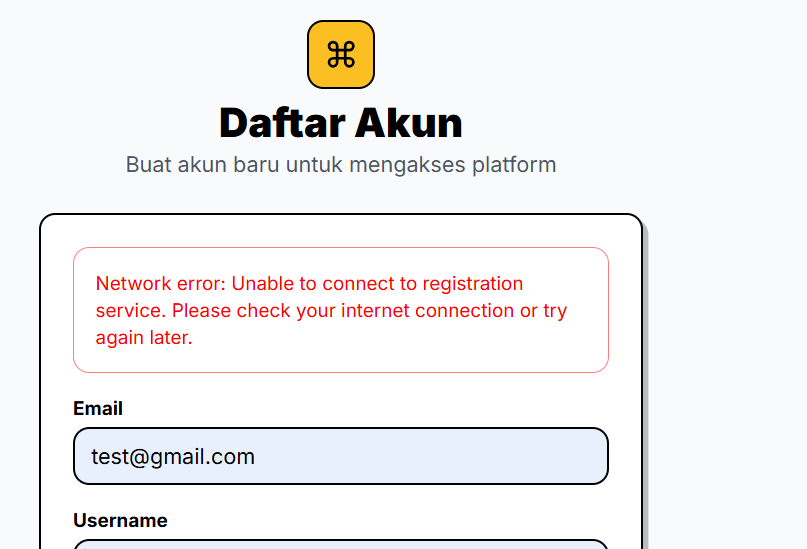 ⌘
Daftar Akun
Buat akun baru untuk mengakses platform
Network error: Unable to connect to registration
service. Please check your internet connection or try
again later.
Email
test@gmail.com
Username